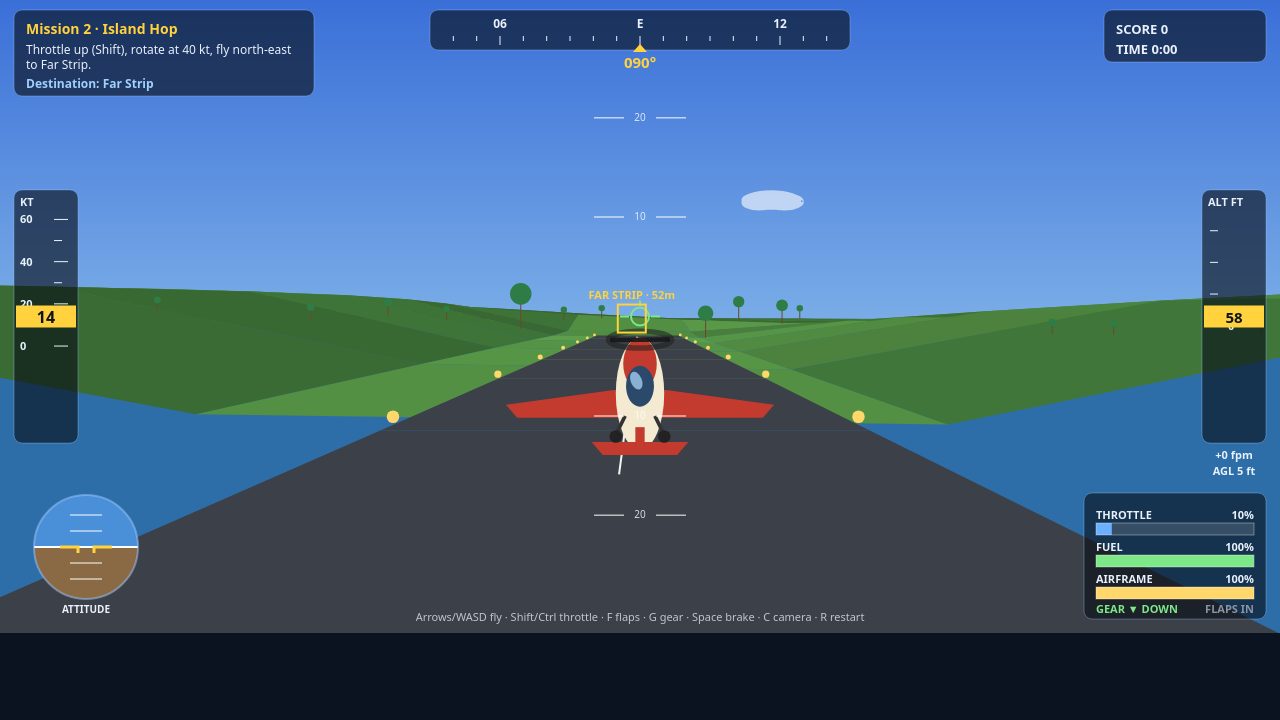 Mission 2 · Island Hop
Throttle up (Shift), rotate at 40 kt, fly north-east
to Far Strip.
Destination: Far Strip
06 E 12
090°
SCORE 0
TIME 0:00
20
10
KT
60
40
20
14
0
ALT FT
58
FAR STRIP · 52m
10
20
+0 fpm
AGL 5 ft
THROTTLE 10%
FUEL 100%
AIRFRAME 100%
GEAR ▼ DOWN FLAPS IN
ATTITUDE
Arrows/WASD fly · Shift/Ctrl throttle · F flaps · G gear · Space brake · C camera · R restart